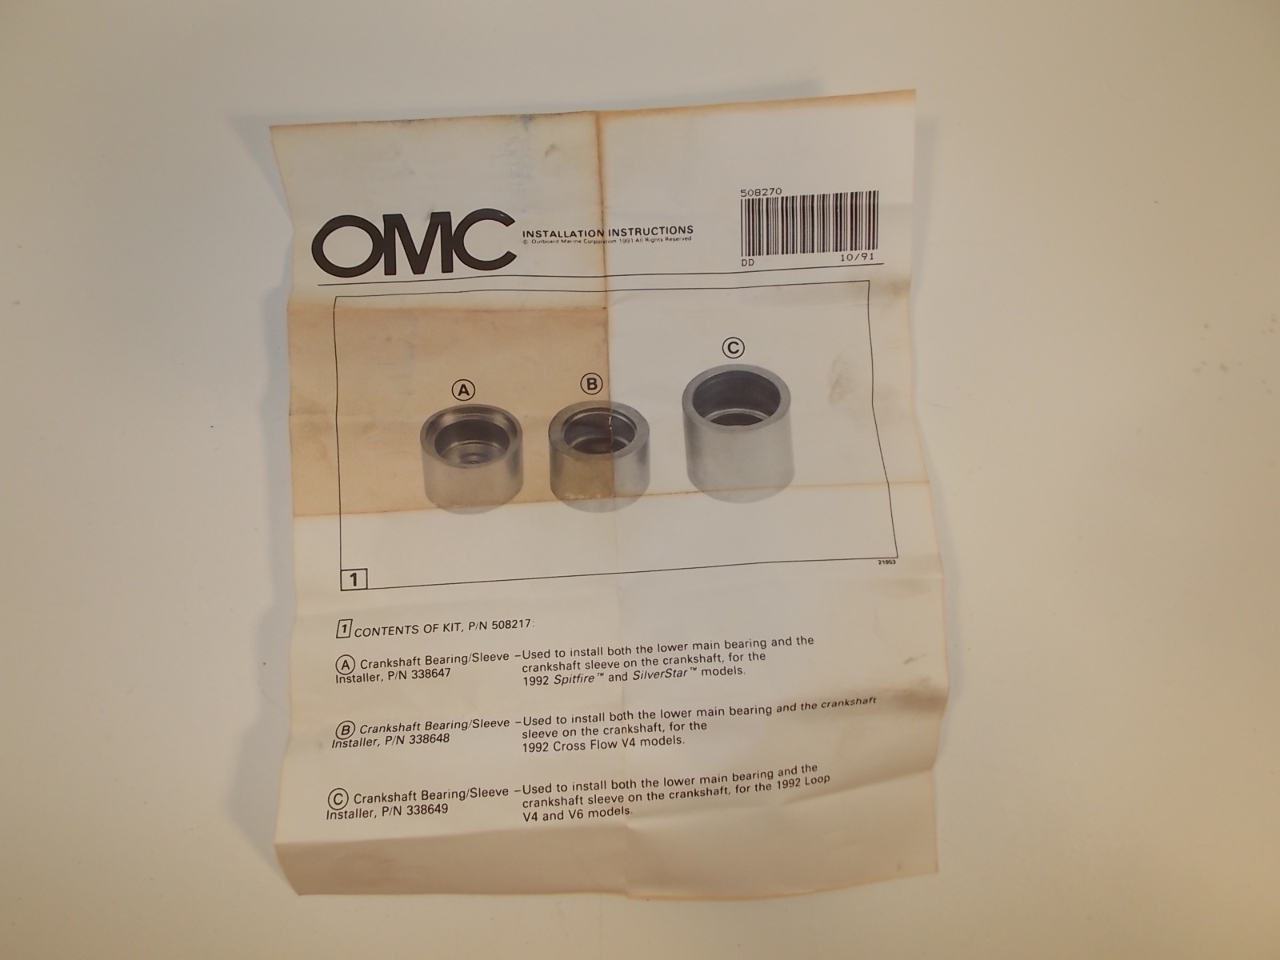 508270
OMC INSTALLATION INSTRUCTIONS
© Outboard Marine Corporation 1991 All Rights Reserved
DD 10/91
A
B
C
1
21953
1 CONTENTS OF KIT, P/N 508217:
A Crankshaft Bearing/Sleeve –Used to install both the lower main bearing and the
Installer, P/N 338647 crankshaft sleeve on the crankshaft, for the
1992 Spitfire™ and SilverStar™ models.
B Crankshaft Bearing/Sleeve –Used to install both the lower main bearing and the crankshaft
Installer, P/N 338648 sleeve on the crankshaft, for the
1992 Cross Flow V4 models.
C Crankshaft Bearing/Sleeve –Used to install both the lower main bearing and the
Installer, P/N 338649 crankshaft sleeve on the crankshaft, for the 1992 Loop
V4 and V6 models.